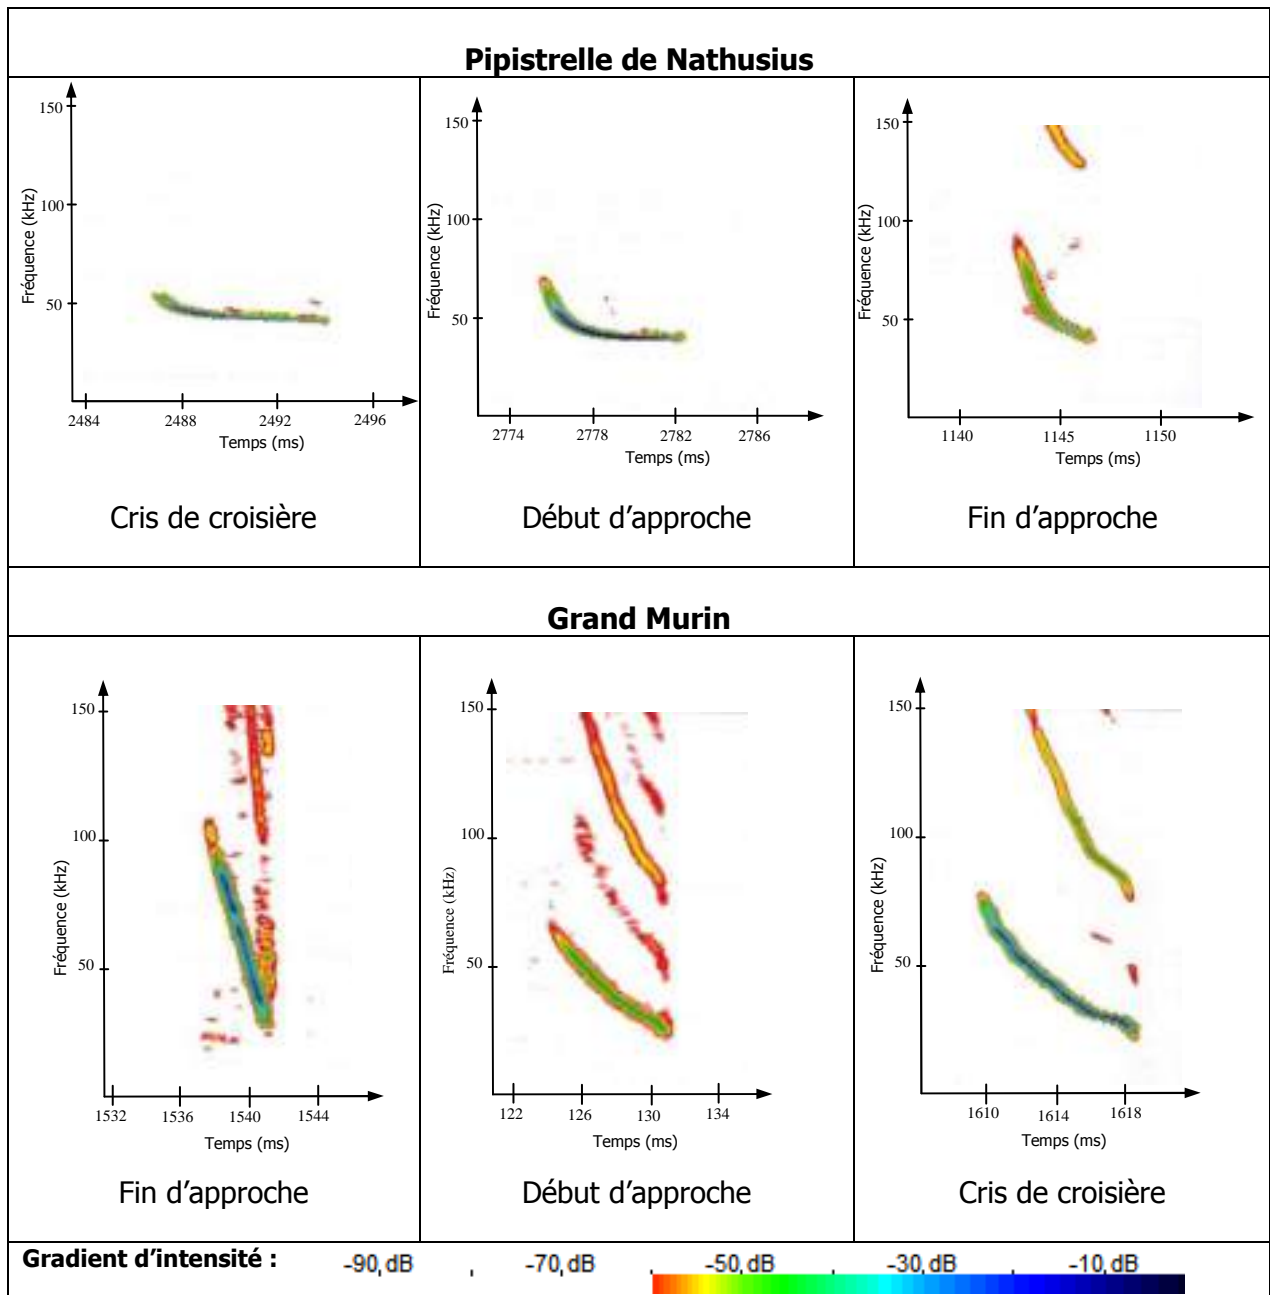 Pipistrelle de Nathusius
Fréquence (kHz)
150
100
50
2484 2488 2492 2496
Temps (ms)
Cris de croisière
Fréquence (kHz)
150
100
50
2774 2778 2782 2786
Temps (ms)
Début d'approche
Fréquence (kHz)
150
100
50
1140 1145 1150
Temps (ms)
Fin d'approche
Grand Murin
Fréquence (kHz)
150
100
50
1532 1536 1540 1544
Temps (ms)
Fin d'approche
Fréquence (kHz)
150
100
50
122 126 130 134
Temps (ms)
Début d'approche
Fréquence (kHz)
150
100
50
1610 1614 1618
Temps (ms)
Cris de croisière
Gradient d'intensité : -90 dB -70 dB -50 dB -30 dB -10 dB